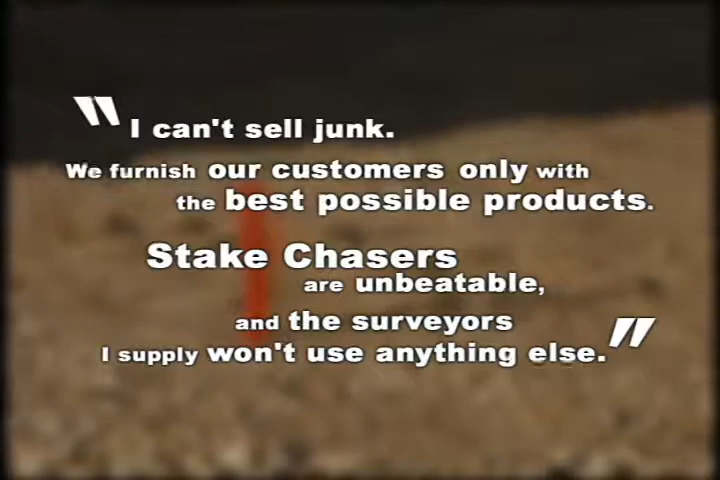 "I can't sell junk.
We furnish our customers only with
the best possible products.
Stake Chasers
are unbeatable,
and the surveyors
I supply won't use anything else."